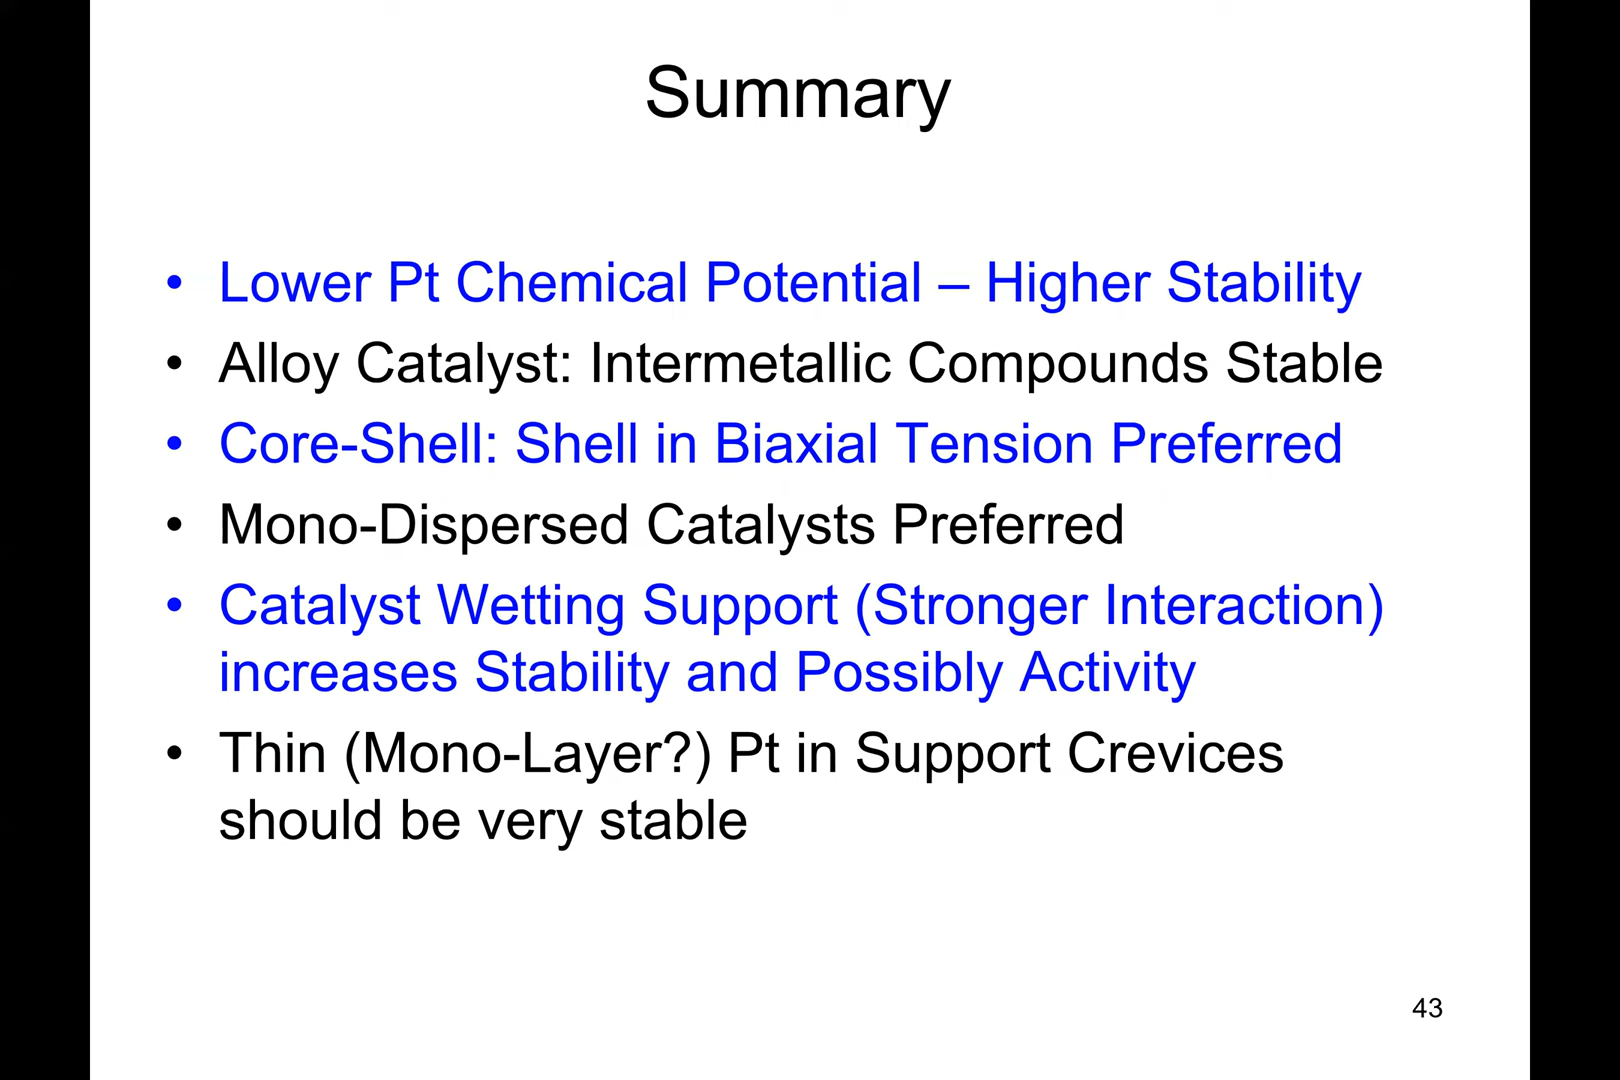 Summary
• Lower Pt Chemical Potential – Higher Stability
• Alloy Catalyst: Intermetallic Compounds Stable
• Core-Shell: Shell in Biaxial Tension Preferred
• Mono-Dispersed Catalysts Preferred
• Catalyst Wetting Support (Stronger Interaction)
increases Stability and Possibly Activity
• Thin (Mono-Layer?) Pt in Support Crevices
should be very stable
43